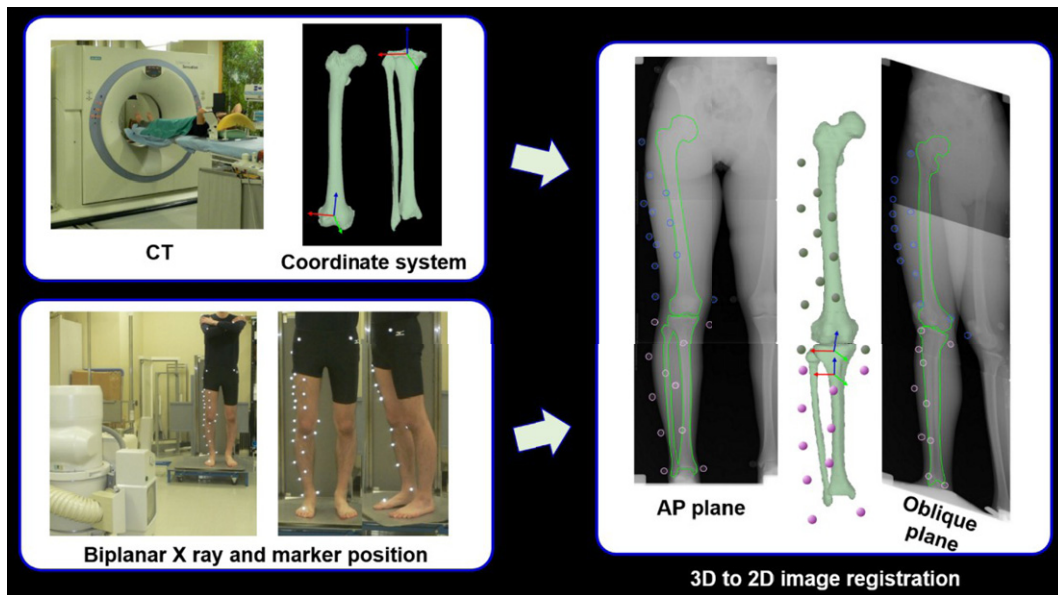 CT
Coordinate system
Biplanar X ray and marker position
AP plane
Oblique
plane
3D to 2D image registration